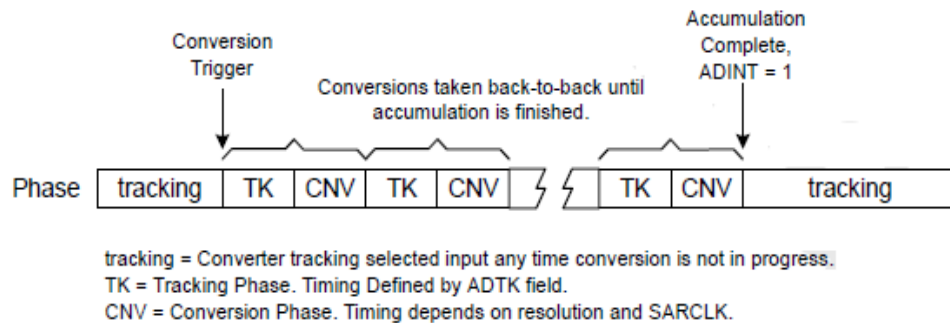 Conversion
Trigger
Accumulation
Complete,
ADINT = 1
Conversions taken back-to-back until
accumulation is finished.
Phase tracking TK CNV TK CNV TK CNV tracking
tracking = Converter tracking selected input any time conversion is not in progress.
TK = Tracking Phase. Timing Defined by ADTK field.
CNV = Conversion Phase. Timing depends on resolution and SARCLK.